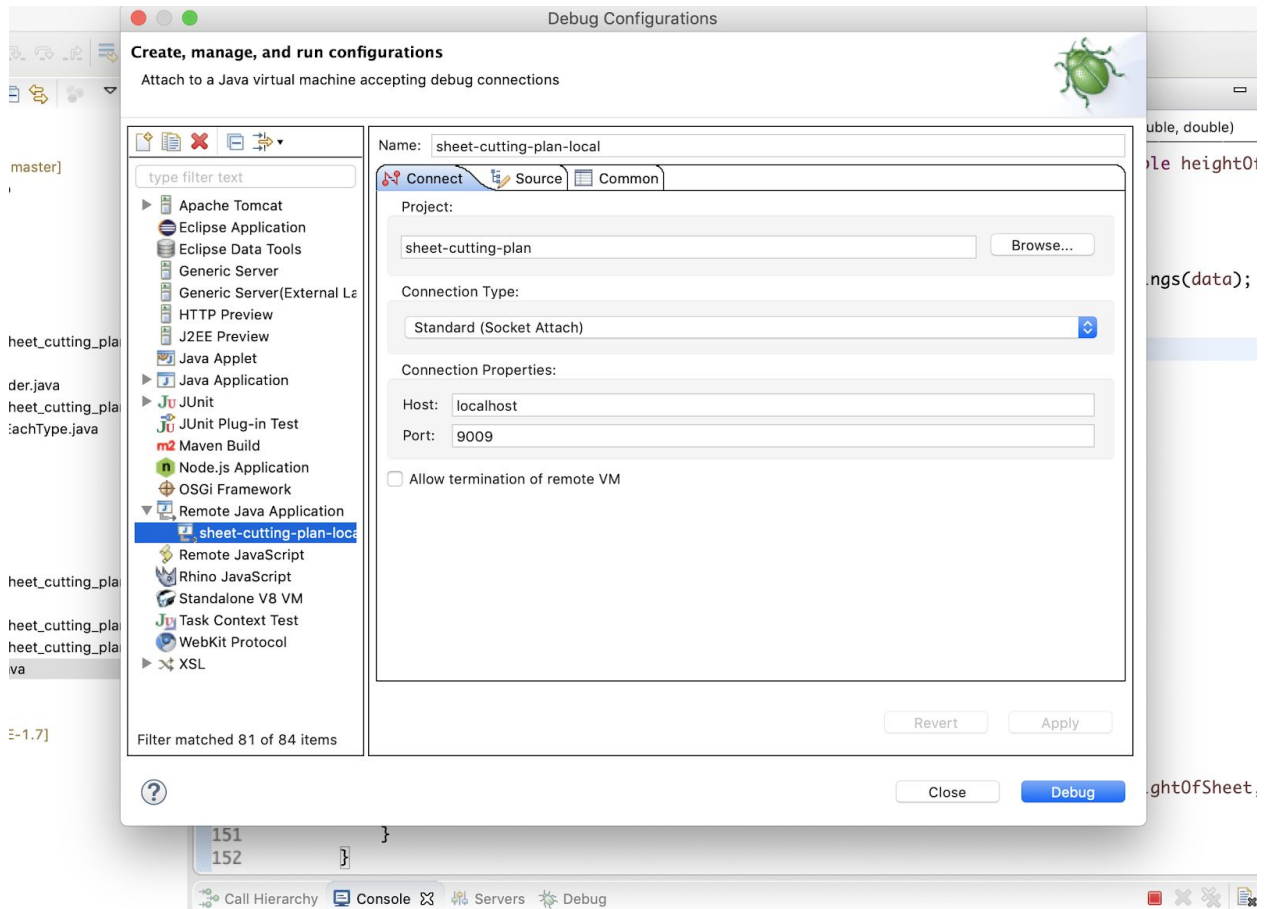 Debug Configurations
Create, manage, and run configurations
Attach to a Java virtual machine accepting debug connections
type filter text
Apache Tomcat
Eclipse Application
Eclipse Data Tools
Generic Server
Generic Server(External La
HTTP Preview
J2EE Preview
Java Applet
Java Application
JUnit
JUnit Plug-in Test
Maven Build
Node.js Application
OSGi Framework
Remote Java Application
sheet-cutting-plan-loca
Remote JavaScript
Rhino JavaScript
Standalone V8 VM
Task Context Test
WebKit Protocol
XSL
Filter matched 81 of 84 items
Name: sheet-cutting-plan-local
Connect Source Common
Project:
sheet-cutting-plan Browse...
Connection Type:
Standard (Socket Attach)
Connection Properties:
Host: localhost
Port: 9009
Allow termination of remote VM
Revert Apply
Close Debug
master]
heet_cutting_pla
der.java
heet_cutting_pla
EachType.java
heet_cutting_pla
heet_cutting_pla
heet_cutting_pla
va
E-1.7]
uble, double)
ble heightOf
ngs(data);
ghtOfSheet,
151 }
152 }
Call Hierarchy Console Servers Debug